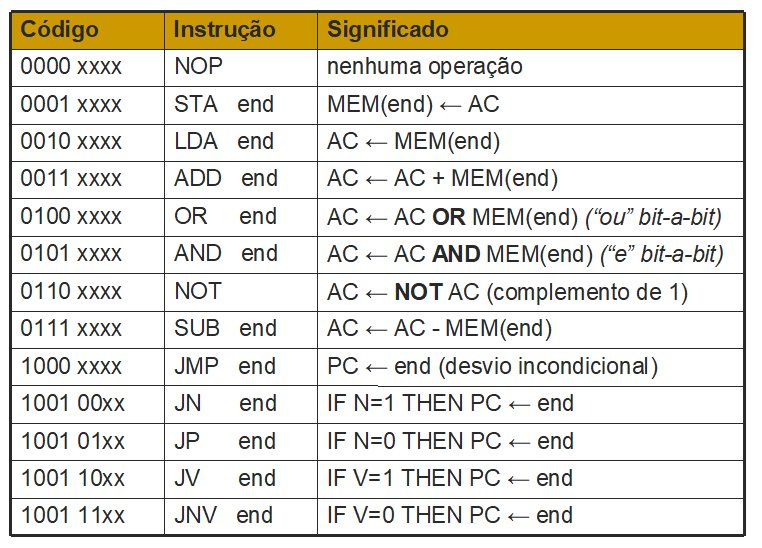 Código Instrução Significado
0000 xxxx NOP nenhuma operação
0001 xxxx STA end MEM(end) ← AC
0010 xxxx LDA end AC ← MEM(end)
0011 xxxx ADD end AC ← AC + MEM(end)
0100 xxxx OR end AC ← AC OR MEM(end) (“ou” bit-a-bit)
0101 xxxx AND end AC ← AC AND MEM(end) (“e” bit-a-bit)
0110 xxxx NOT AC ← NOT AC (complemento de 1)
0111 xxxx SUB end AC ← AC - MEM(end)
1000 xxxx JMP end PC ← end (desvio incondicional)
1001 00xx JN end IF N=1 THEN PC ← end
1001 01xx JP end IF N=0 THEN PC ← end
1001 10xx JV end IF V=1 THEN PC ← end
1001 11xx JNV end IF V=0 THEN PC ← end